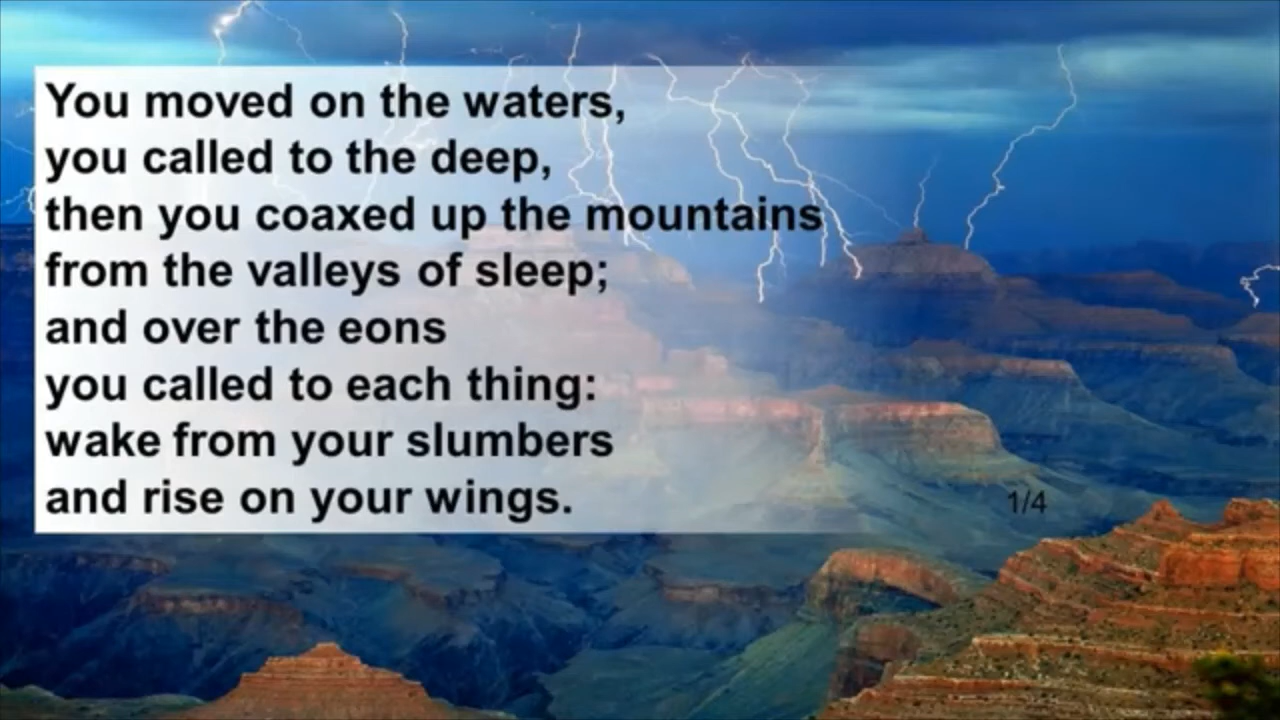 You moved on the waters,
you called to the deep,
then you coaxed up the mountains
from the valleys of sleep;
and over the eons
you called to each thing:
wake from your slumbers
and rise on your wings.
1/4